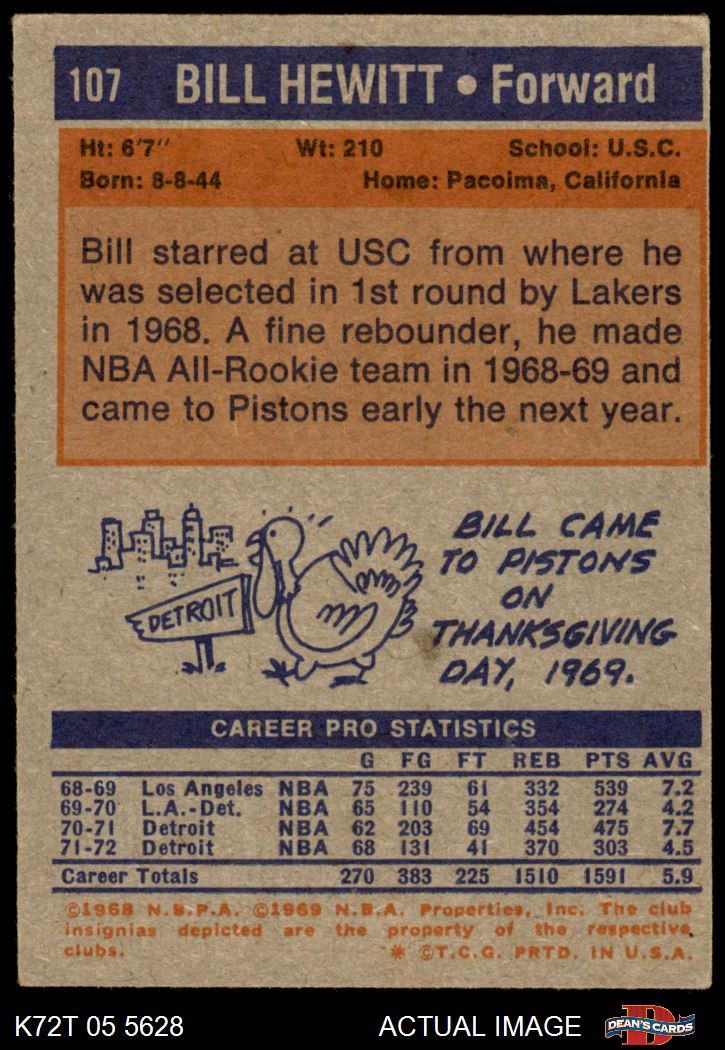 107 BILL HEWITT • Forward
Ht: 6'7" Wt: 210 School: U.S.C.
Born: 8-8-44 Home: Pacoima, California
Bill starred at USC from where he
was selected in 1st round by Lakers
in 1968. A fine rebounder, he made
NBA All-Rookie team in 1968-69 and
came to Pistons early the next year.
DETROIT
BILL CAME
TO PISTONS
ON
THANKSGIVING
DAY, 1969.
CAREER PRO STATISTICS
G FG FT REB PTS AVG
68-69 Los Angeles NBA 75 239 61 332 539 7.2
69-70 L.A.-Det. NBA 65 110 54 354 274 4.2
70-71 Detroit NBA 62 203 69 454 475 7.7
71-72 Detroit NBA 68 131 41 370 303 4.5
Career Totals 270 383 225 1510 1591 5.9
©1968 N.B.P.A. ©1969 N.B.A. Properties, Inc. The club
insignias depicted are the property of the respective
clubs. * ©T.C.G. PRTD. IN U.S.A.
K72T 05 5628 ACTUAL IMAGE
D
DEAN'S CARDS